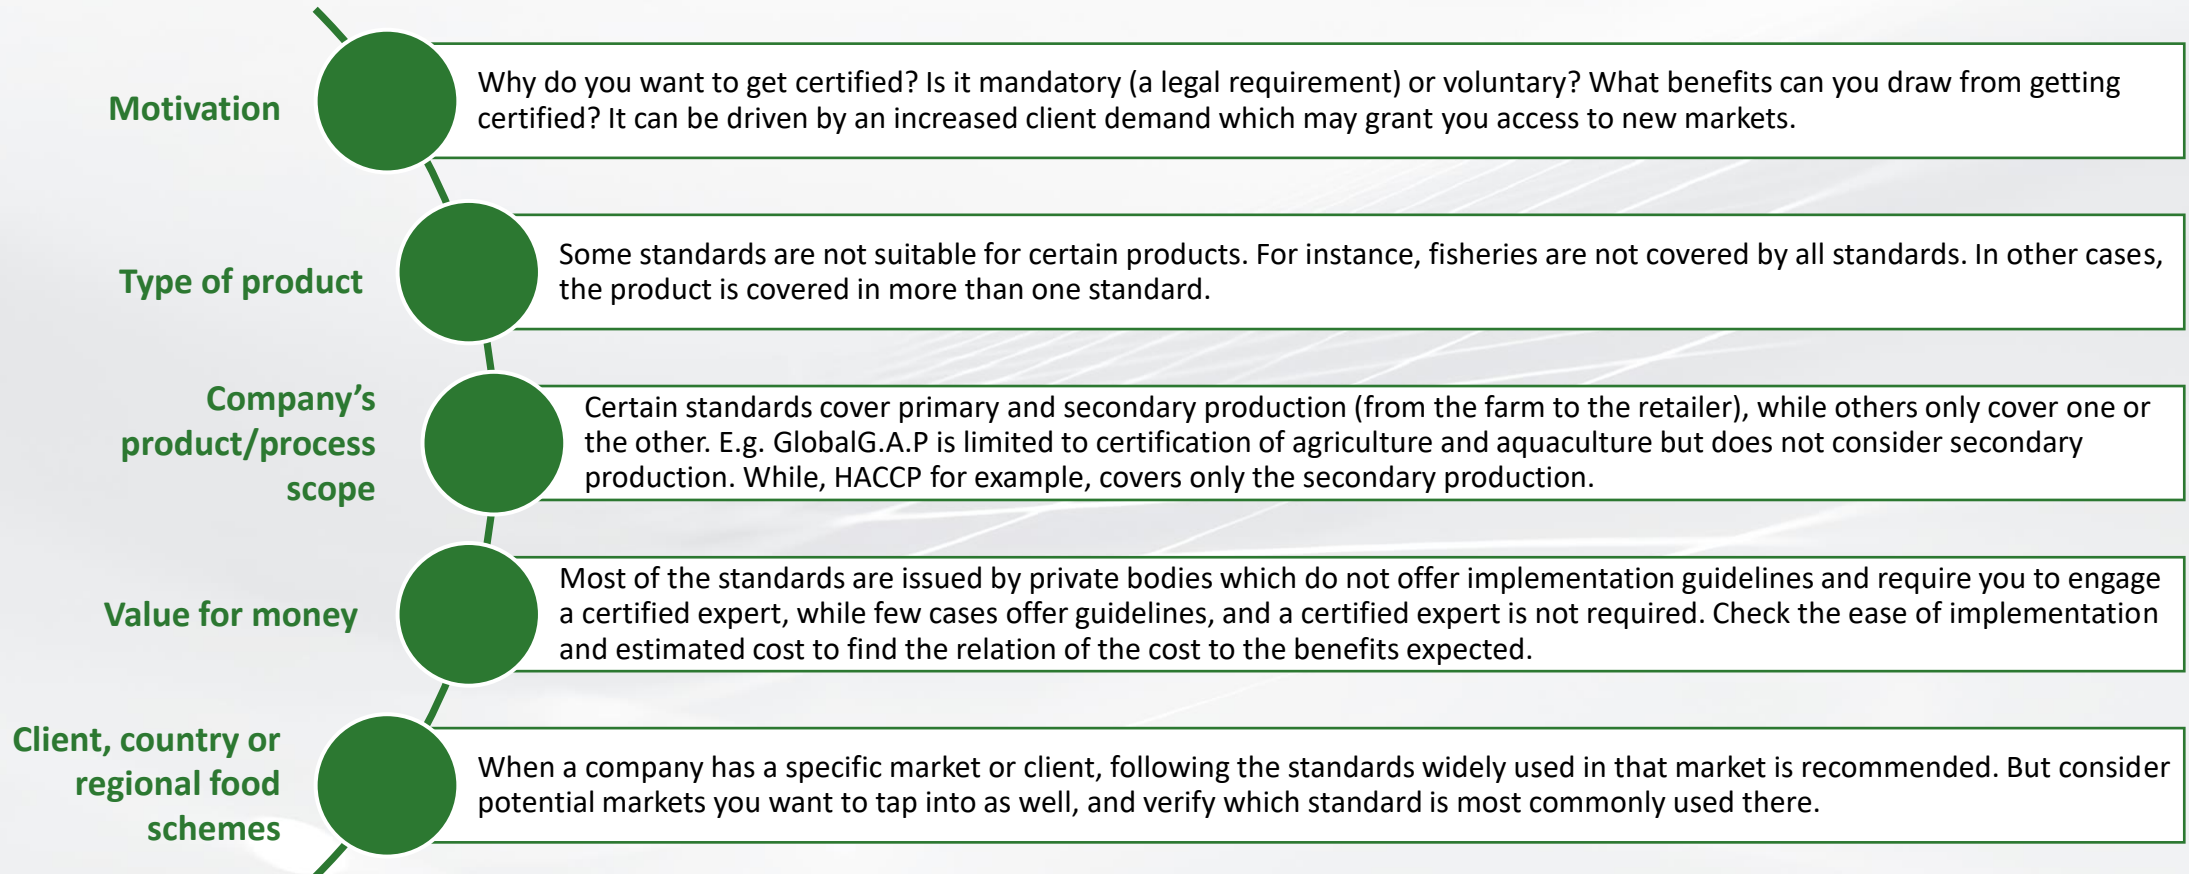 Motivation
Why do you want to get certified? Is it mandatory (a legal requirement) or voluntary? What benefits can you draw from getting
certified? It can be driven by an increased client demand which may grant you access to new markets.
Type of product
Some standards are not suitable for certain products. For instance, fisheries are not covered by all standards. In other cases,
the product is covered in more than one standard.
Company’s
product/process
scope
Certain standards cover primary and secondary production (from the farm to the retailer), while others only cover one or
the other. E.g. GlobalG.A.P is limited to certification of agriculture and aquaculture but does not consider secondary
production. While, HACCP for example, covers only the secondary production.
Value for money
Most of the standards are issued by private bodies which do not offer implementation guidelines and require you to engage
a certified expert, while few cases offer guidelines, and a certified expert is not required. Check the ease of implementation
and estimated cost to find the relation of the cost to the benefits expected.
Client, country or
regional food
schemes
When a company has a specific market or client, following the standards widely used in that market is recommended. But consider
potential markets you want to tap into as well, and verify which standard is most commonly used there.